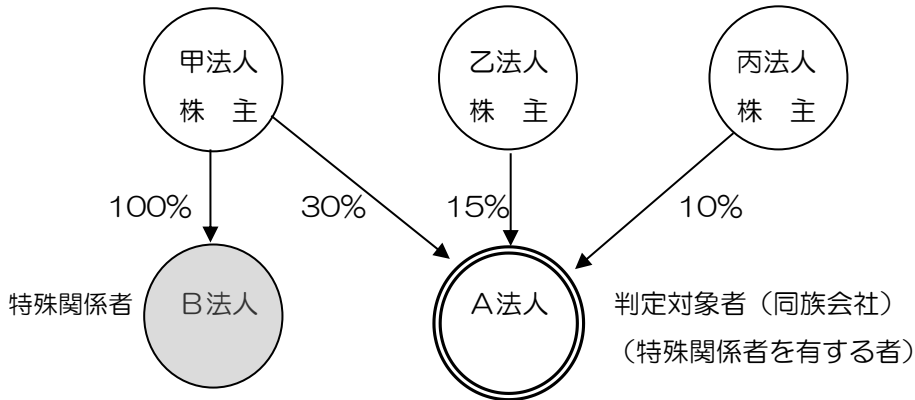 甲法人
株　主
乙法人
株　主
丙法人
株　主
100%
30%
15%
10%
特殊関係者
B法人
A法人
判定対象者（同族会社）
（特殊関係者を有する者）